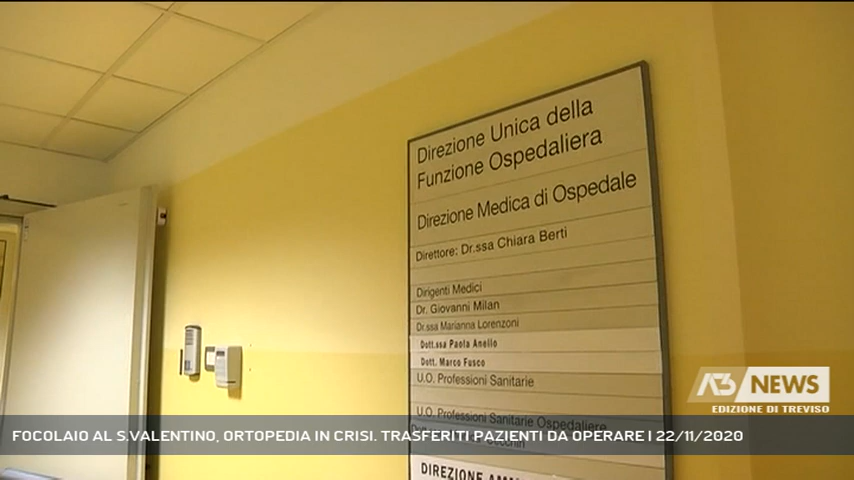 Direzione Unica della
Funzione Ospedaliera
Direzione Medica di Ospedale
Direttore: Dr.ssa Chiara Berti
Dirigenti Medici
Dr. Giovanni Milan
Dr.ssa Marianna Lorenzoni
Dott.ssa Paola Anello
Dott. Marco Fusco
U.O. Professioni Sanitarie
U.O. Professioni Sanitarie Ospedaliere
DIREZIONE
A3 NEWS
EDIZIONE DI TREVISO
FOCOLAIO AL S.VALENTINO, ORTOPEDIA IN CRISI. TRASFERITI PAZIENTI DA OPERARE | 22/11/2020